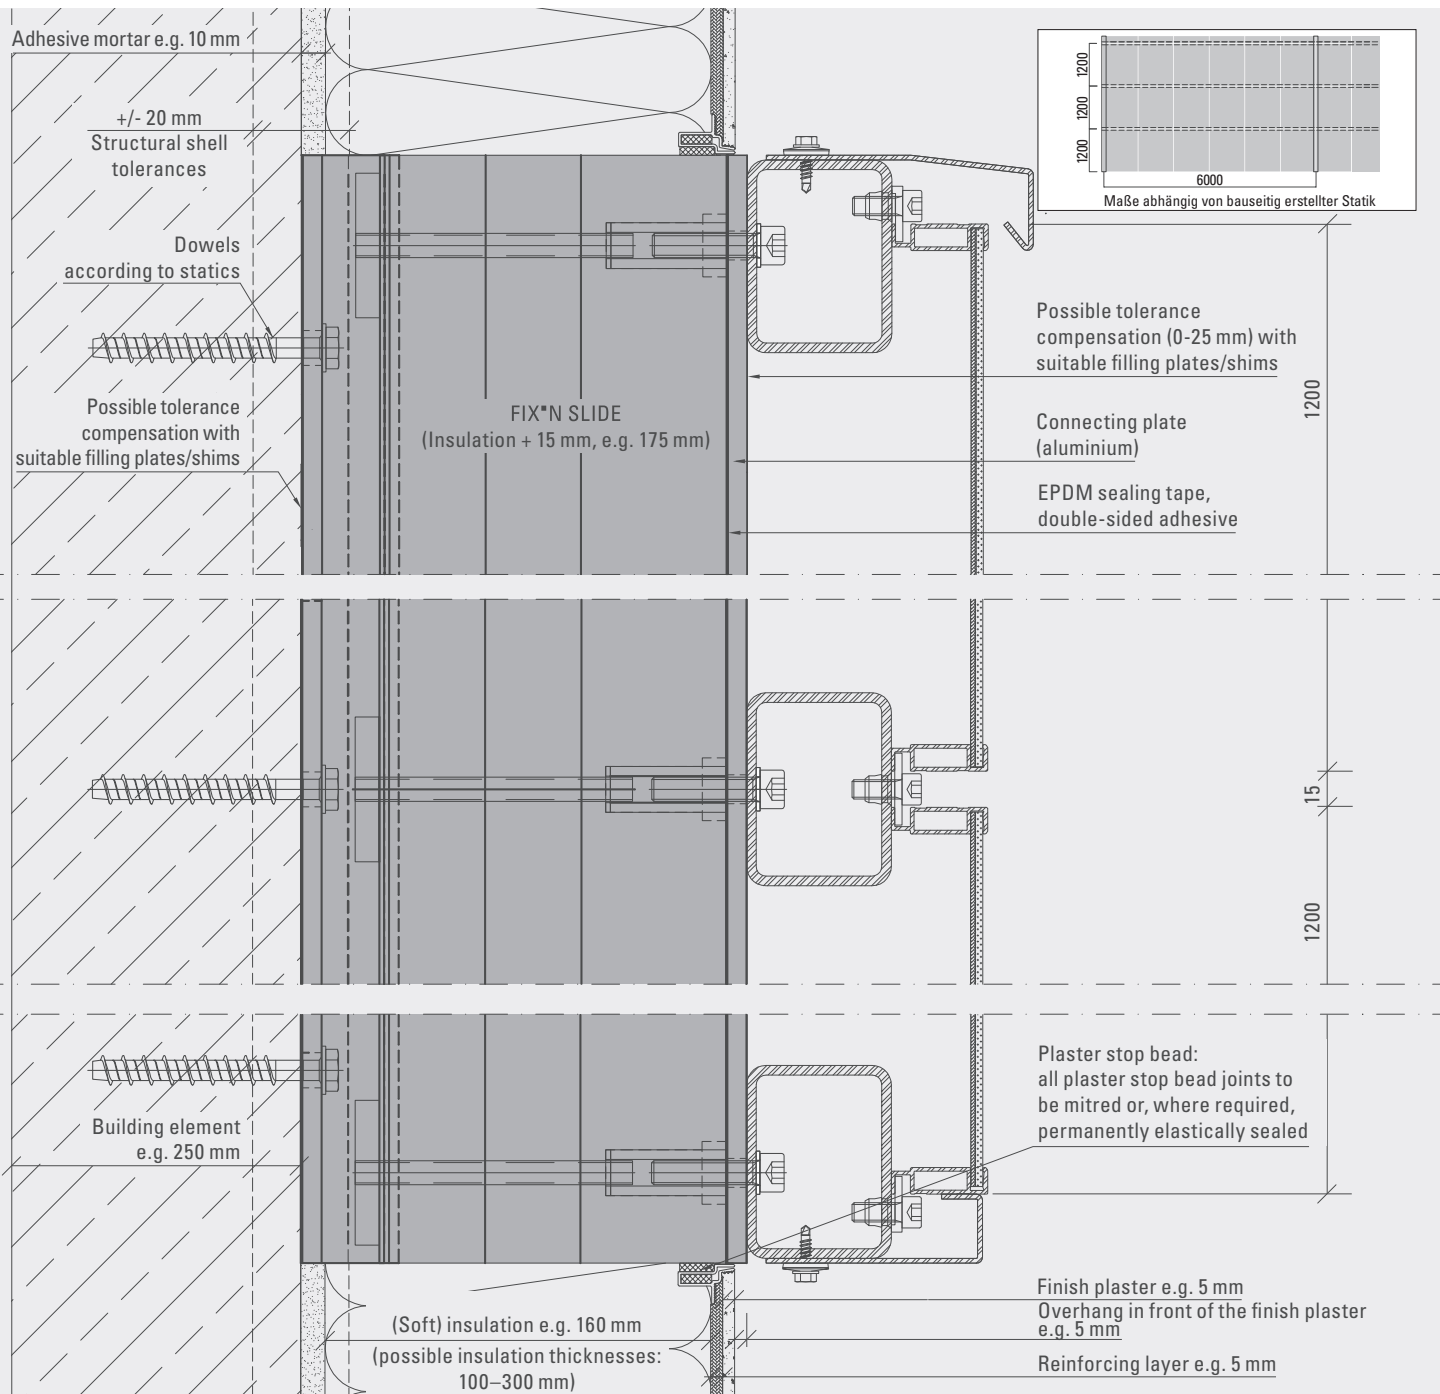 Adhesive mortar e.g. 10 mm
+/- 20 mm
Structural shell
tolerances
Dowels
according to statics
Possible tolerance
compensation with
suitable filling plates/shims
FIX"N SLIDE
(Insulation + 15 mm, e.g. 175 mm)
1200
1200
1200
6000
Maße abhängig von bauseitig erstellter Statik
Possible tolerance
compensation (0-25 mm) with
suitable filling plates/shims
1200
Connecting plate
(aluminium)
EPDM sealing tape,
double-sided adhesive
15
1200
Building element
e.g. 250 mm
Plaster stop bead:
all plaster stop bead joints to
be mitred or, where required,
permanently elastically sealed
(Soft) insulation e.g. 160 mm
(possible insulation thicknesses:
100–300 mm)
Finish plaster e.g. 5 mm
Overhang in front of the finish plaster
e.g. 5 mm
Reinforcing layer e.g. 5 mm